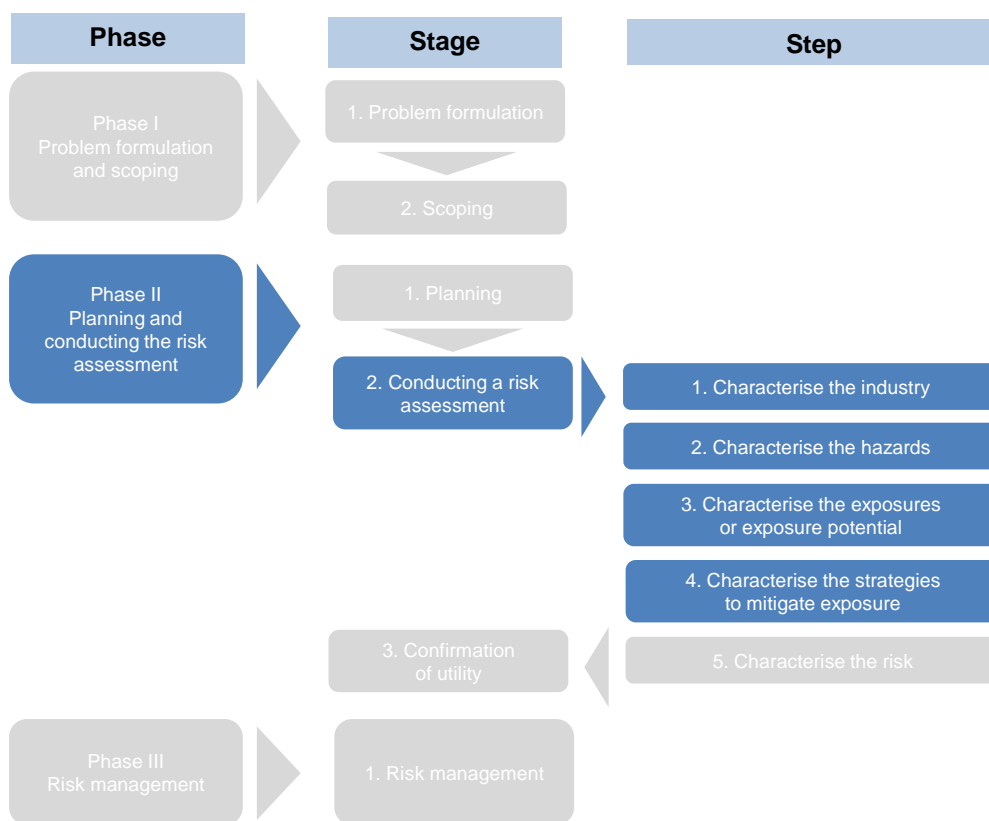 Phase
Stage
Step
Phase I
Problem formulation
and scoping
1. Problem formulation
2. Scoping
Phase II
Planning and
conducting the risk
assessment
1. Planning
2. Conducting a risk
assessment
1. Characterise the industry
2. Characterise the hazards
3. Characterise the exposures
or exposure potential
4. Characterise the strategies
to mitigate exposure
5. Characterise the risk
3. Confirmation
of utility
Phase III
Risk management
1. Risk management